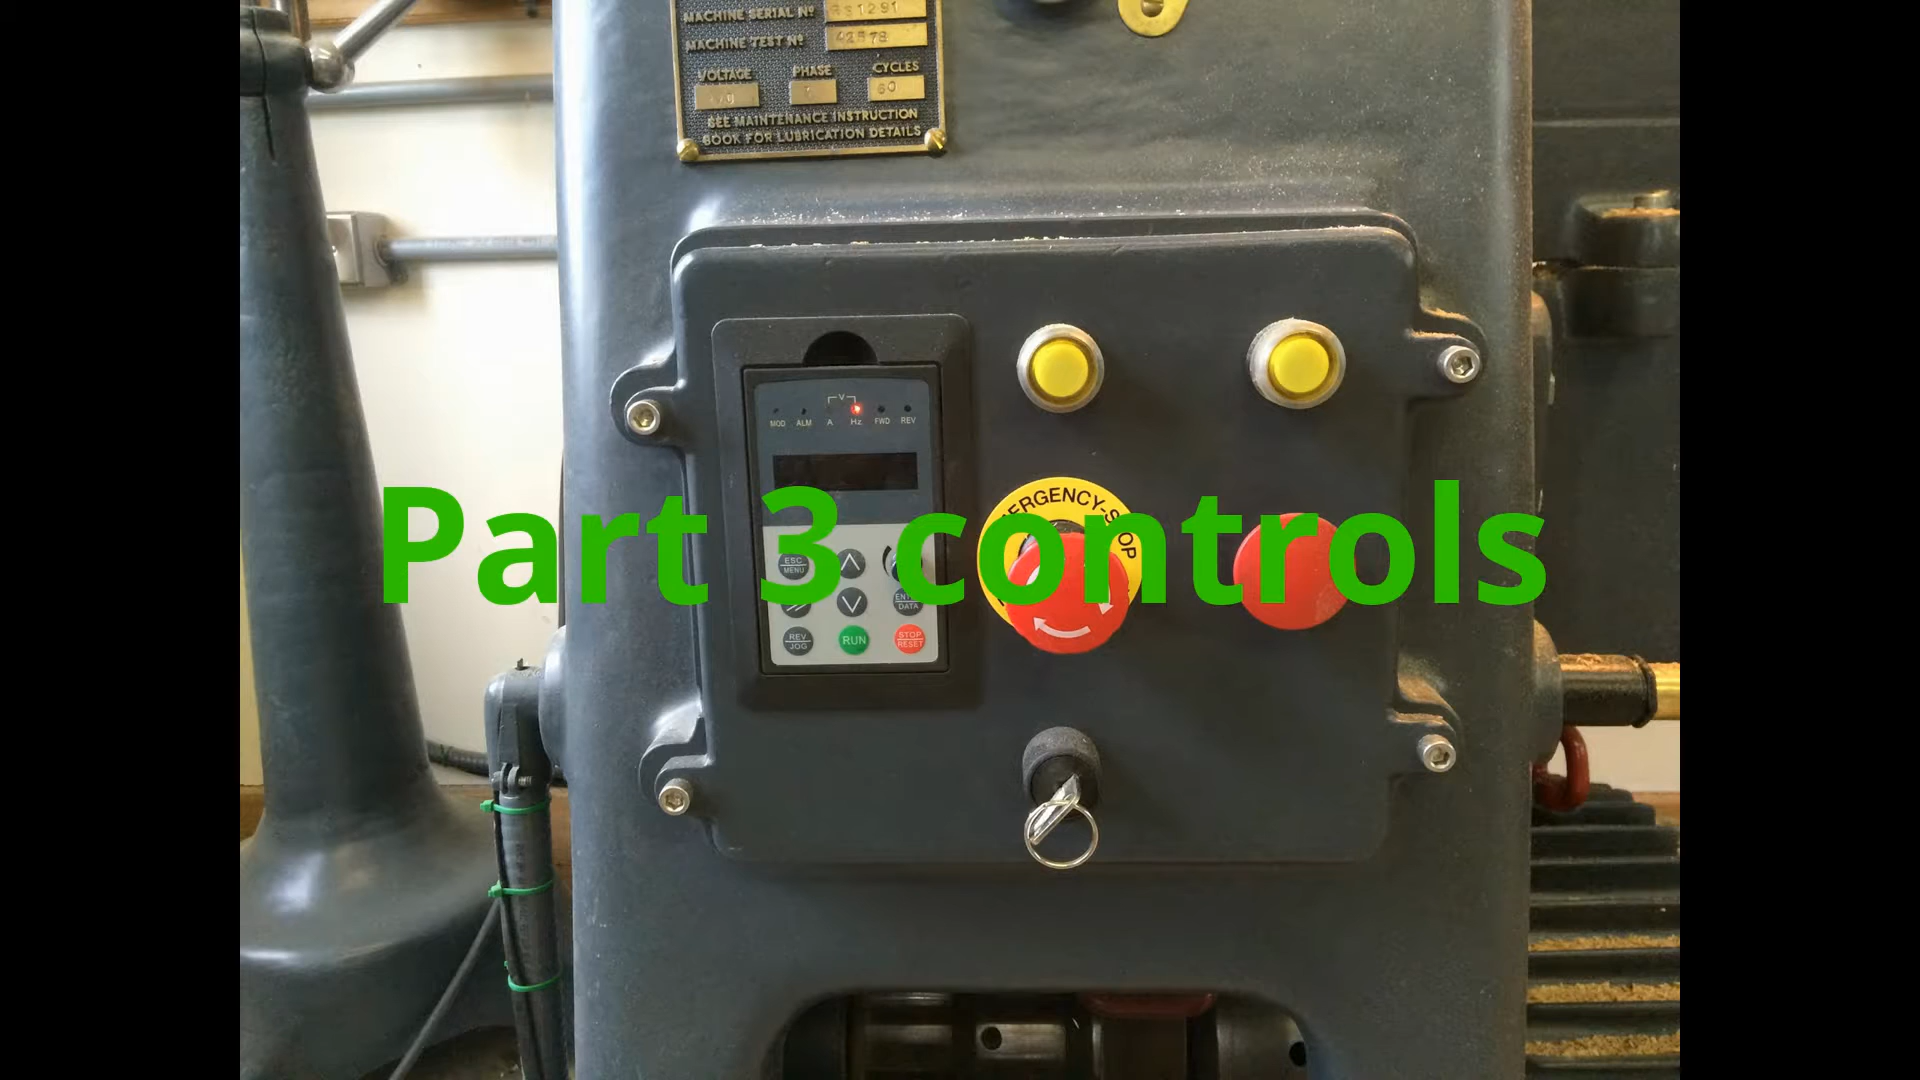 MACHINE SERIAL Nº
MACHINE TEST Nº
VOLTAGE PHASE CYCLES
60
SEE MAINTENANCE INSTRUCTION
BOOK FOR LUBRICATION DETAILS
V
MOD ALM A Hz FWD REV
Part 3 controls
ESC
MENU
DATA
REV
JOG
RUN
STOP
RESET